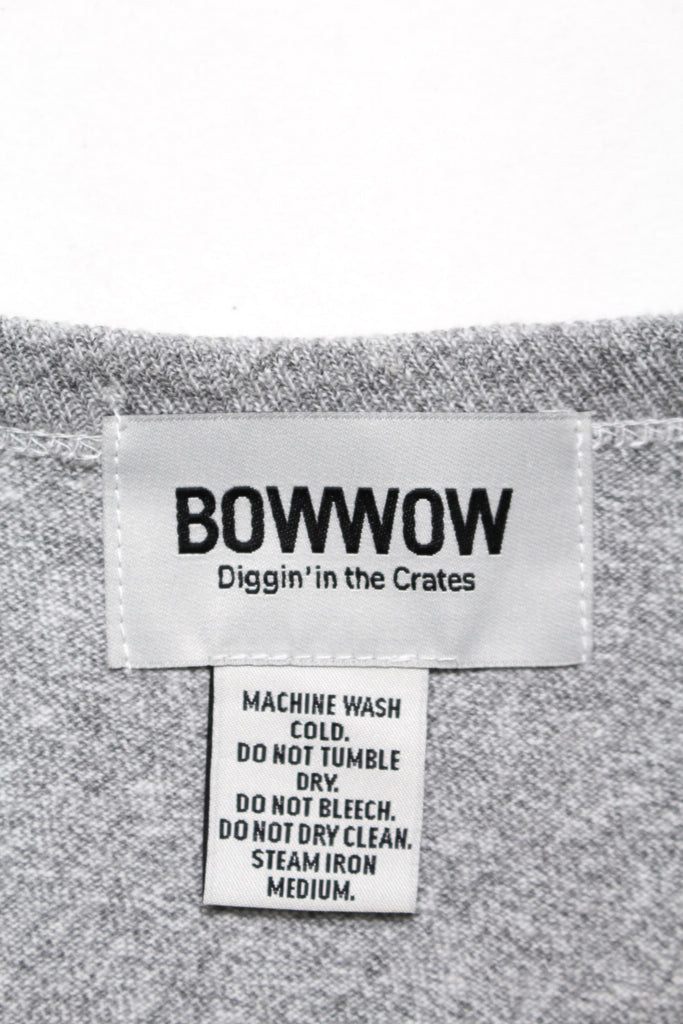 BOWWOW
Diggin' in the Crates
MACHINE WASH
COLD.
DO NOT TUMBLE
DRY.
DO NOT BLEECH.
DO NOT DRY CLEAN.
STEAM IRON
MEDIUM.